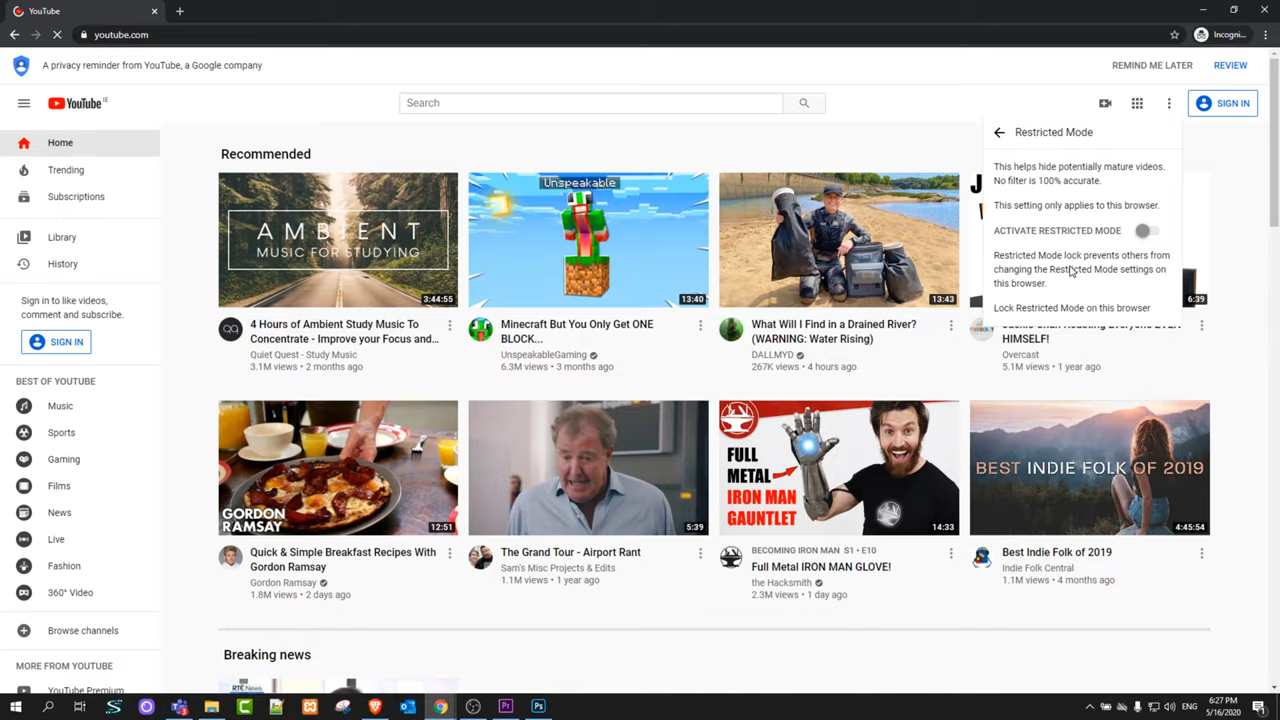 YouTube
youtube.com
Incogni...
A privacy reminder from YouTube, a Google company
REMIND ME LATER
REVIEW
YouTube IE
Search
SIGN IN
Home
Trending
Subscriptions
Library
History
Sign in to like videos,
comment and subscribe.
SIGN IN
BEST OF YOUTUBE
Music
Sports
Gaming
Films
News
Live
Fashion
360° Video
Browse channels
MORE FROM YOUTUBE
YouTube Premium
Recommended
AMBIENT
MUSIC FOR STUDYING
3:44:55
4 Hours of Ambient Study Music To
Concentrate - Improve your Focus and...
Quiet Quest - Study Music
3.1M views • 2 months ago
Unspeakable
13:40
Minecraft But You Only Get ONE
BLOCK...
UnspeakableGaming
6.3M views • 3 months ago
13:43
What Will I Find in a Drained River?
(WARNING: Water Rising)
DALLMYD
267K views • 4 hours ago
6:39
Jackie Chan Roasting Everyone EVEN
HIMSELF!
Overcast
5.1M views • 1 year ago
Restricted Mode
This helps hide potentially mature videos.
No filter is 100% accurate.
This setting only applies to this browser.
ACTIVATE RESTRICTED MODE
Restricted Mode lock prevents others from
changing the Restricted Mode settings on
this browser.
Lock Restricted Mode on this browser
GORDON
RAMSAY
12:51
Quick & Simple Breakfast Recipes With
Gordon Ramsay
Gordon Ramsay
1.8M views • 2 days ago
5:39
The Grand Tour - Airport Rant
Sam's Misc Projects & Edits
1.1M views • 1 year ago
FULL
METAL
IRON MAN
GAUNTLET
14:33
BECOMING IRON MAN S1 • E10
Full Metal IRON MAN GLOVE!
the Hacksmith
2.3M views • 1 day ago
BEST INDIE FOLK OF 2019
4:45:54
Best Indie Folk of 2019
Indie Folk Central
1.1M views • 4 months ago
Breaking news
RTÉ News
6:27 PM
5/16/2020